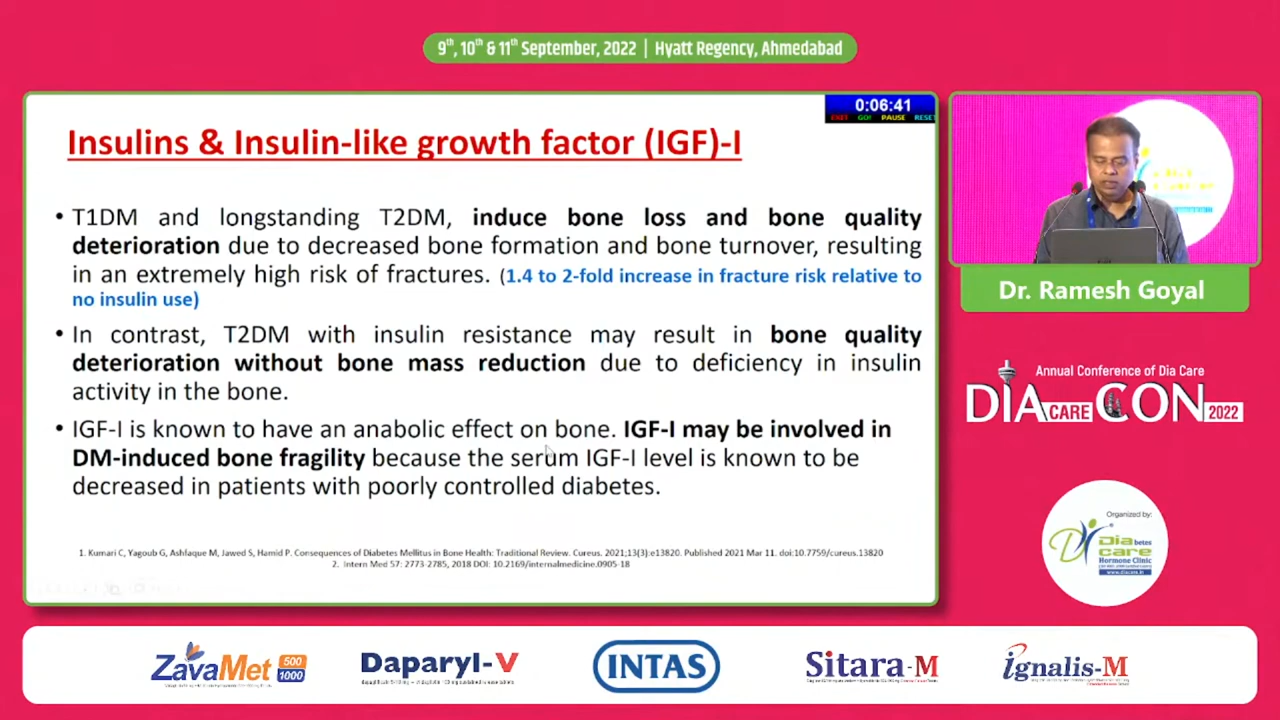 9th, 10th & 11th September, 2022 | Hyatt Regency, Ahmedabad
0:06:41
EXIT GO! PAUSE RESET
Insulins & Insulin-like growth factor (IGF)-I
• T1DM and longstanding T2DM, induce bone loss and bone quality
deterioration due to decreased bone formation and bone turnover, resulting
in an extremely high risk of fractures. (1.4 to 2-fold increase in fracture risk relative to
no insulin use)
• In contrast, T2DM with insulin resistance may result in bone quality
deterioration without bone mass reduction due to deficiency in insulin
activity in the bone.
• IGF-I is known to have an anabolic effect on bone. IGF-I may be involved in
DM-induced bone fragility because the serum IGF-I level is known to be
decreased in patients with poorly controlled diabetes.
1. Kumari C, Yagoub G, Ashfaque M, Jawed S, Hamid P. Consequences of Diabetes Mellitus in Bone Health: Traditional Review. Cureus. 2021;13(3):e13820. Published 2021 Mar 11. doi:10.7759/cureus.13820
2. Intern Med 57: 2773-2785, 2018 DOI: 10.2169/internalmedicine.0905-18
Dr. Ramesh Goyal
Annual Conference of Dia Care
DIA CARE CON 2022
Organized by:
Diabetes
care
Hormone Clinic
www.diacare.in
ZavaMet 500 1000
Daparyl-V
INTAS
Sitara-M
ignalis-M